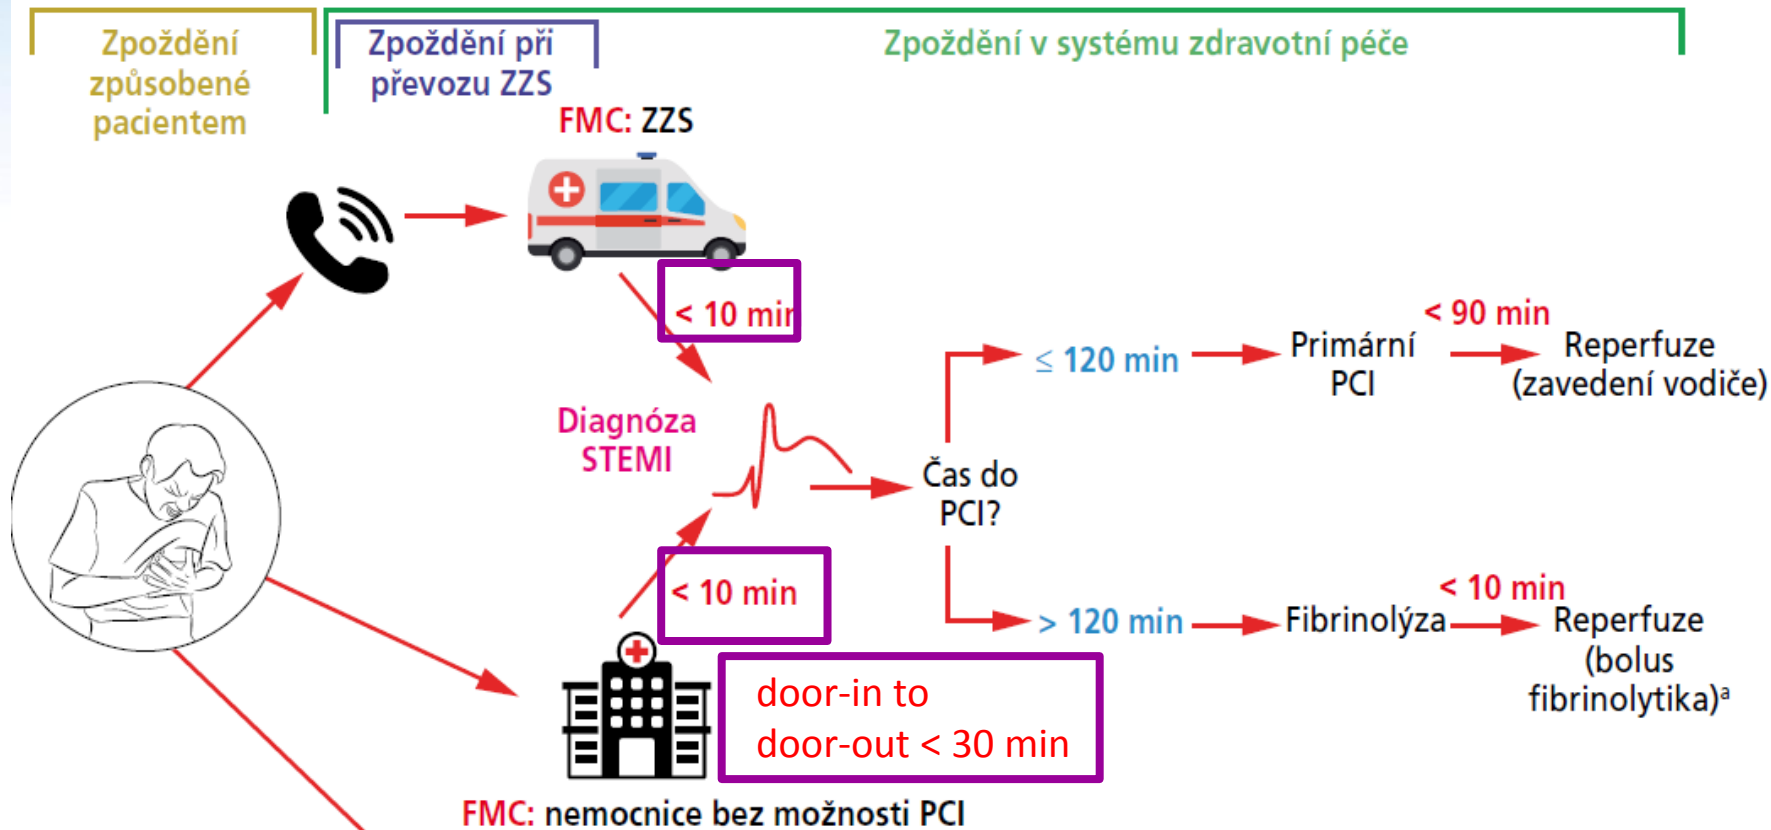 Zpoždění
způsobené
pacientem
Zpoždění při
převozu ZZS
Zpoždění v systému zdravotní péče
FMC: ZZS
< 10 min
Diagnóza
STEMI
Čas do
PCI?
≤ 120 min
Primární
PCI
< 90 min
Reperfuze
(zavedení vodiče)
< 10 min
> 120 min
Fibrinolýza
< 10 min
Reperfuze
(bolus
fibrinolytika)ᵃ
door-in to
door-out < 30 min
FMC: nemocnice bez možnosti PCI